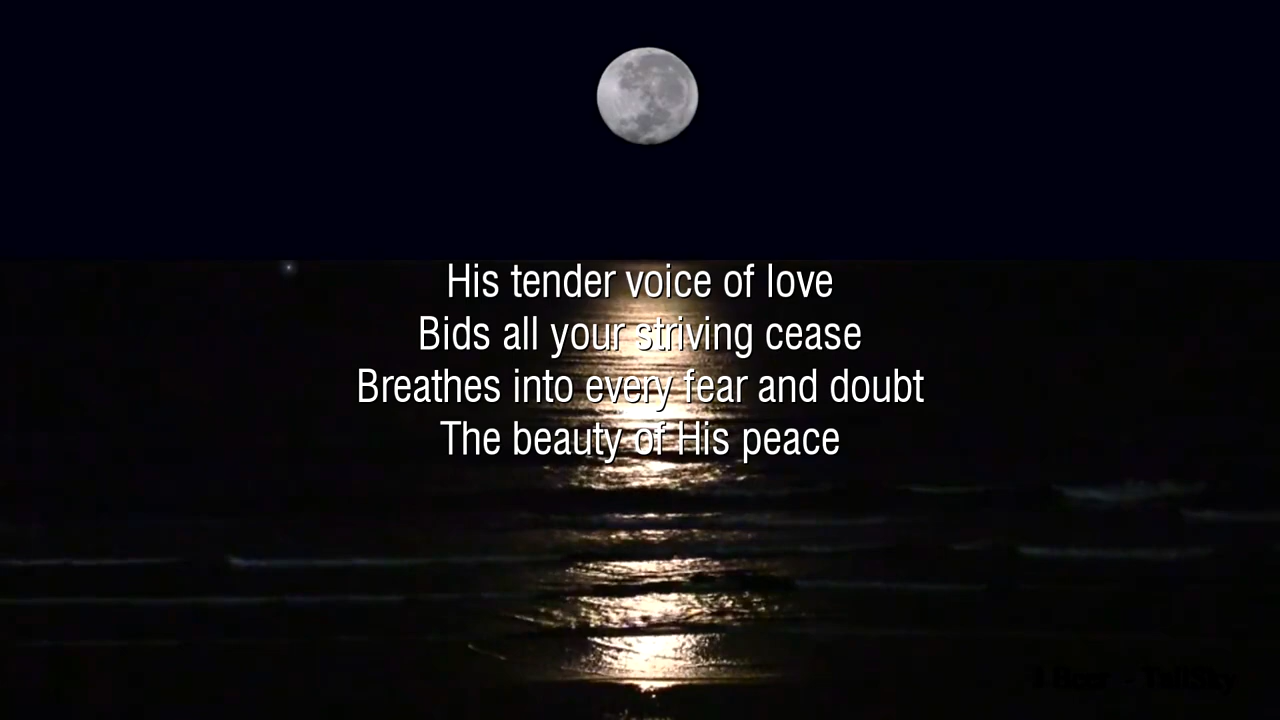 His tender voice of love
Bids all your striving cease
Breathes into every fear and doubt
The beauty of His peace